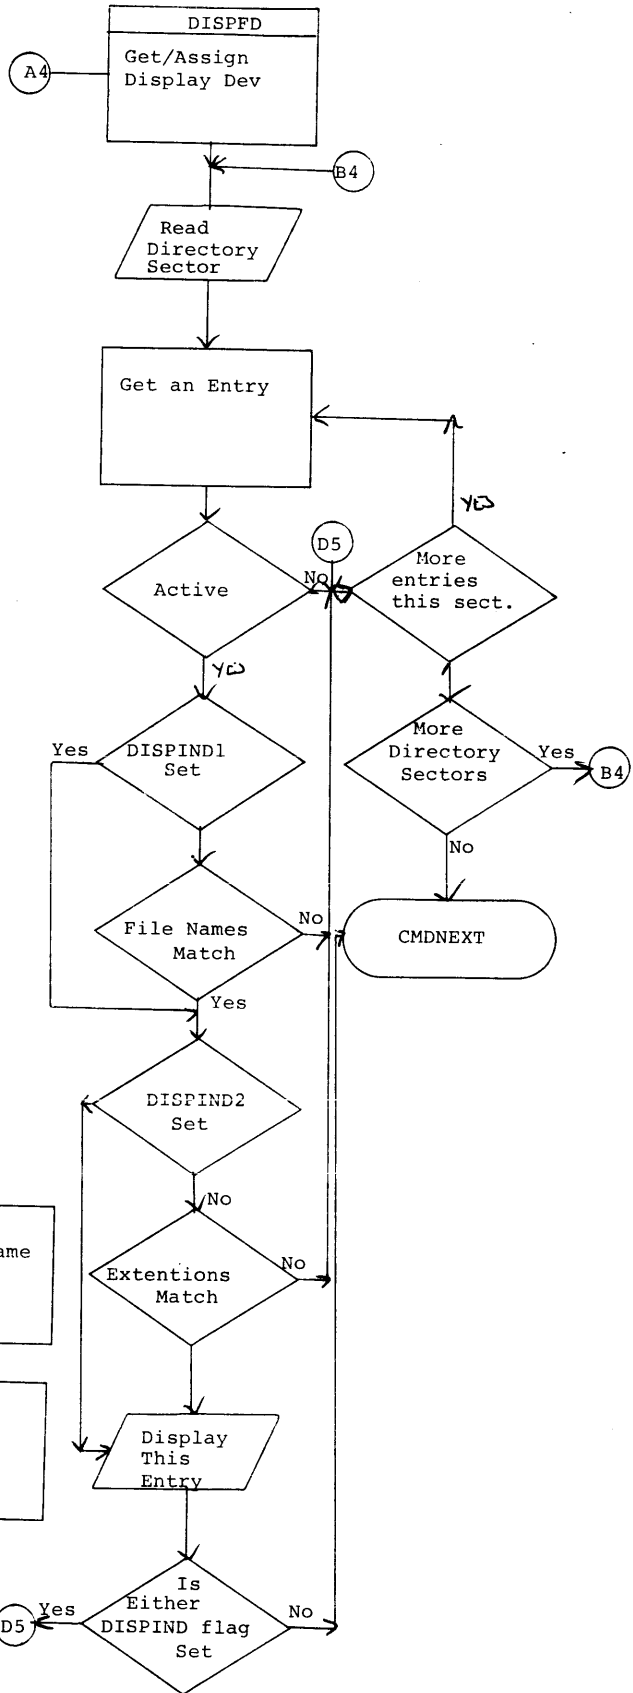 DISPFD
A4
Get/Assign
Display Dev
B4
Read
Directory
Sector
Get an Entry
YES
D5
Active
No
More
entries
this sect.
YES
Yes
DISPIND1
Set
More
Directory
Sectors
Yes
B4
No
File Names
Match
No
CMDNEXT
Yes
DISPIND2
Set
No
ame
Extentions
Match
No
Display
This
Entry
Is
Either
DISPIND flag
Set
Yes
No
D5